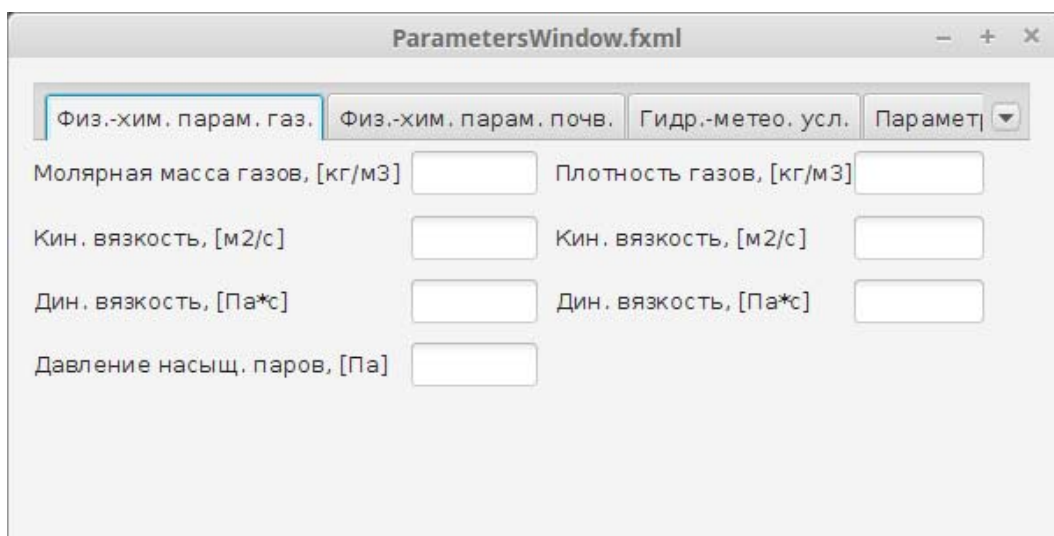 ParametersWindow.fxml
Физ.-хим. парам. газ. Физ.-хим. парам. почв. Гидр.-метео. усл. Парамет
Молярная масса газов, [кг/м3] Плотность газов, [кг/м3]
Кин. вязкость, [м2/с] Кин. вязкость, [м2/с]
Дин. вязкость, [Па*с] Дин. вязкость, [Па*с]
Давление насыщ. паров, [Па]